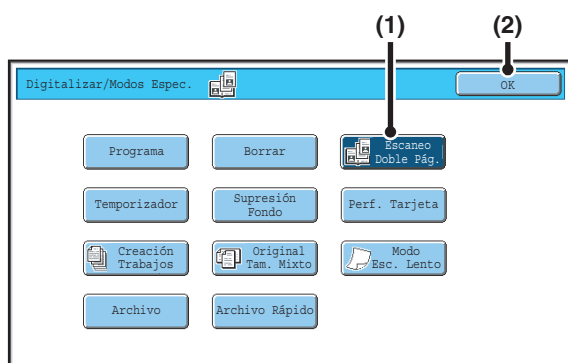 (1) (2)
Digitalizar/Modos Espec. OK
Programa Borrar Escaneo
Doble Pág.
Temporizador Supresión
Fondo Perf. Tarjeta
Creación
Trabajos Original
Tam. Mixto Modo
Esc. Lento
Archivo Archivo Rápido